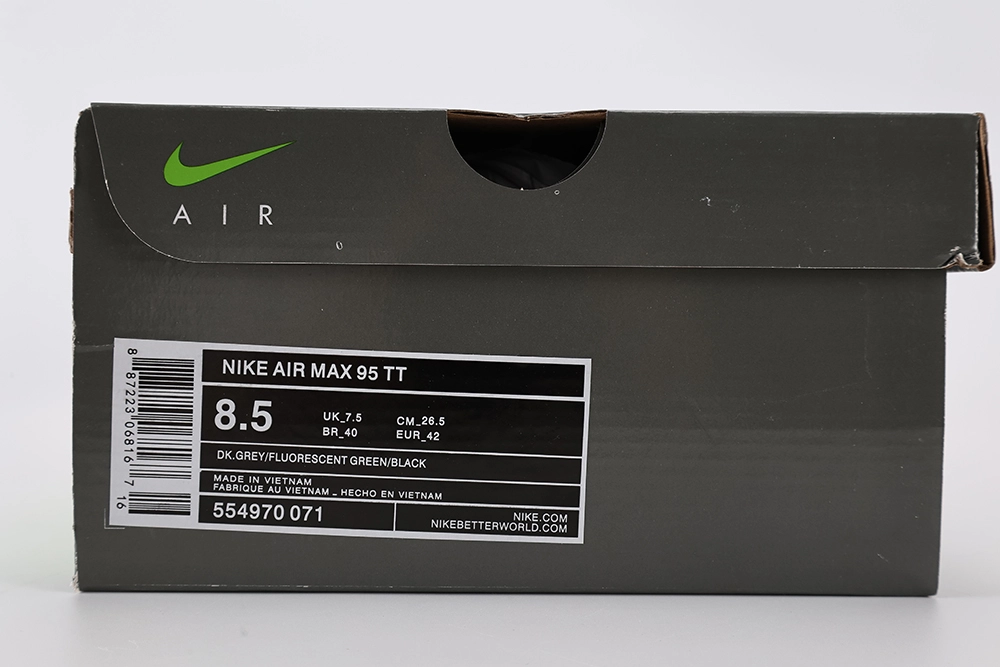 AIR
NIKE AIR MAX 95 TT
8.5
UK_7.5 CM_26.5
BR_40 EUR_42
DK.GREY/FLUORESCENT GREEN/BLACK
MADE IN VIETNAM
FABRIQUE AU VIETNAM _ HECHO EN VIETNAM
554970 071
NIKE.COM
NIKEBETTERWORLD.COM
8 87223 06816 7 16